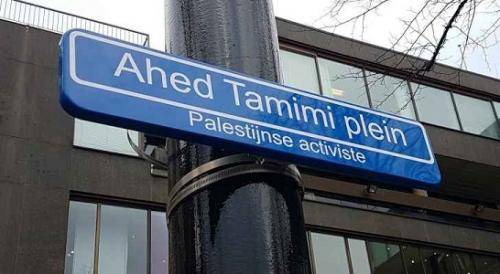 Ahed Tamimi plein
Palestijnse activiste